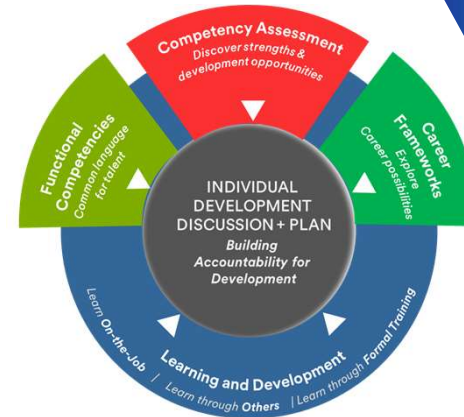 Competency Assessment
Discover strengths &
development opportunities
Functional
Competencies
Common language
for talent
Career
Frameworks
Explore
Career possibilities
INDIVIDUAL
DEVELOPMENT
DISCUSSION + PLAN
Building
Accountability for
Development
Learning and Development
Learn On-the-Job / Learn through Others / Learn through Formal Training